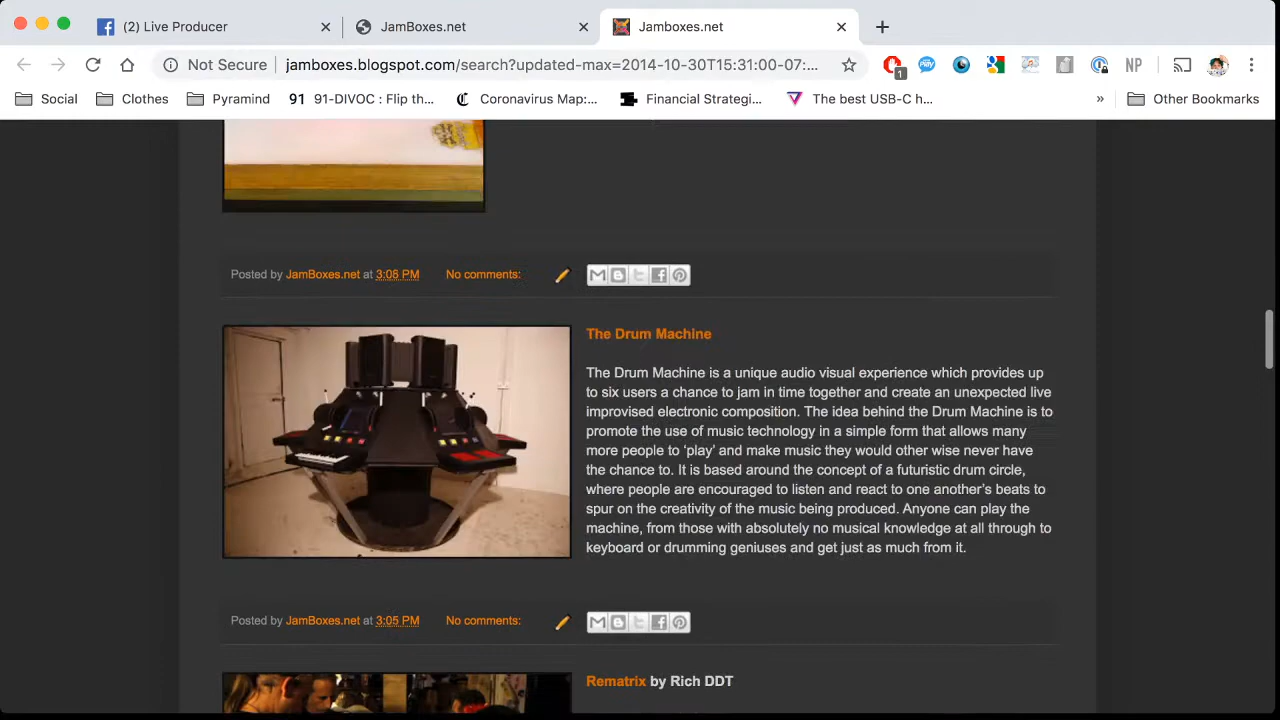 (2) Live Producer
JamBoxes.net
Jamboxes.net
Not Secure
jamboxes.blogspot.com/search?updated-max=2014-10-30T15:31:00-07:...
1
Play
NP
Social
Clothes
Pyramind
91 91-DIVOC : Flip th...
Coronavirus Map:...
Financial Strategi...
The best USB-C h...
»
Other Bookmarks
Posted by JamBoxes.net at 3:06 PM No comments:
The Drum Machine
The Drum Machine is a unique audio visual experience which provides up
to six users a chance to jam in time together and create an unexpected live
improvised electronic composition. The idea behind the Drum Machine is to
promote the use of music technology in a simple form that allows many
more people to ‘play’ and make music they would other wise never have
the chance to. It is based around the concept of a futuristic drum circle,
where people are encouraged to listen and react to one another’s beats to
spur on the creativity of the music being produced. Anyone can play the
machine, from those with absolutely no musical knowledge at all through to
keyboard or drumming geniuses and get just as much from it.
Posted by JamBoxes.net at 3:05 PM No comments:
Rematrix by Rich DDT